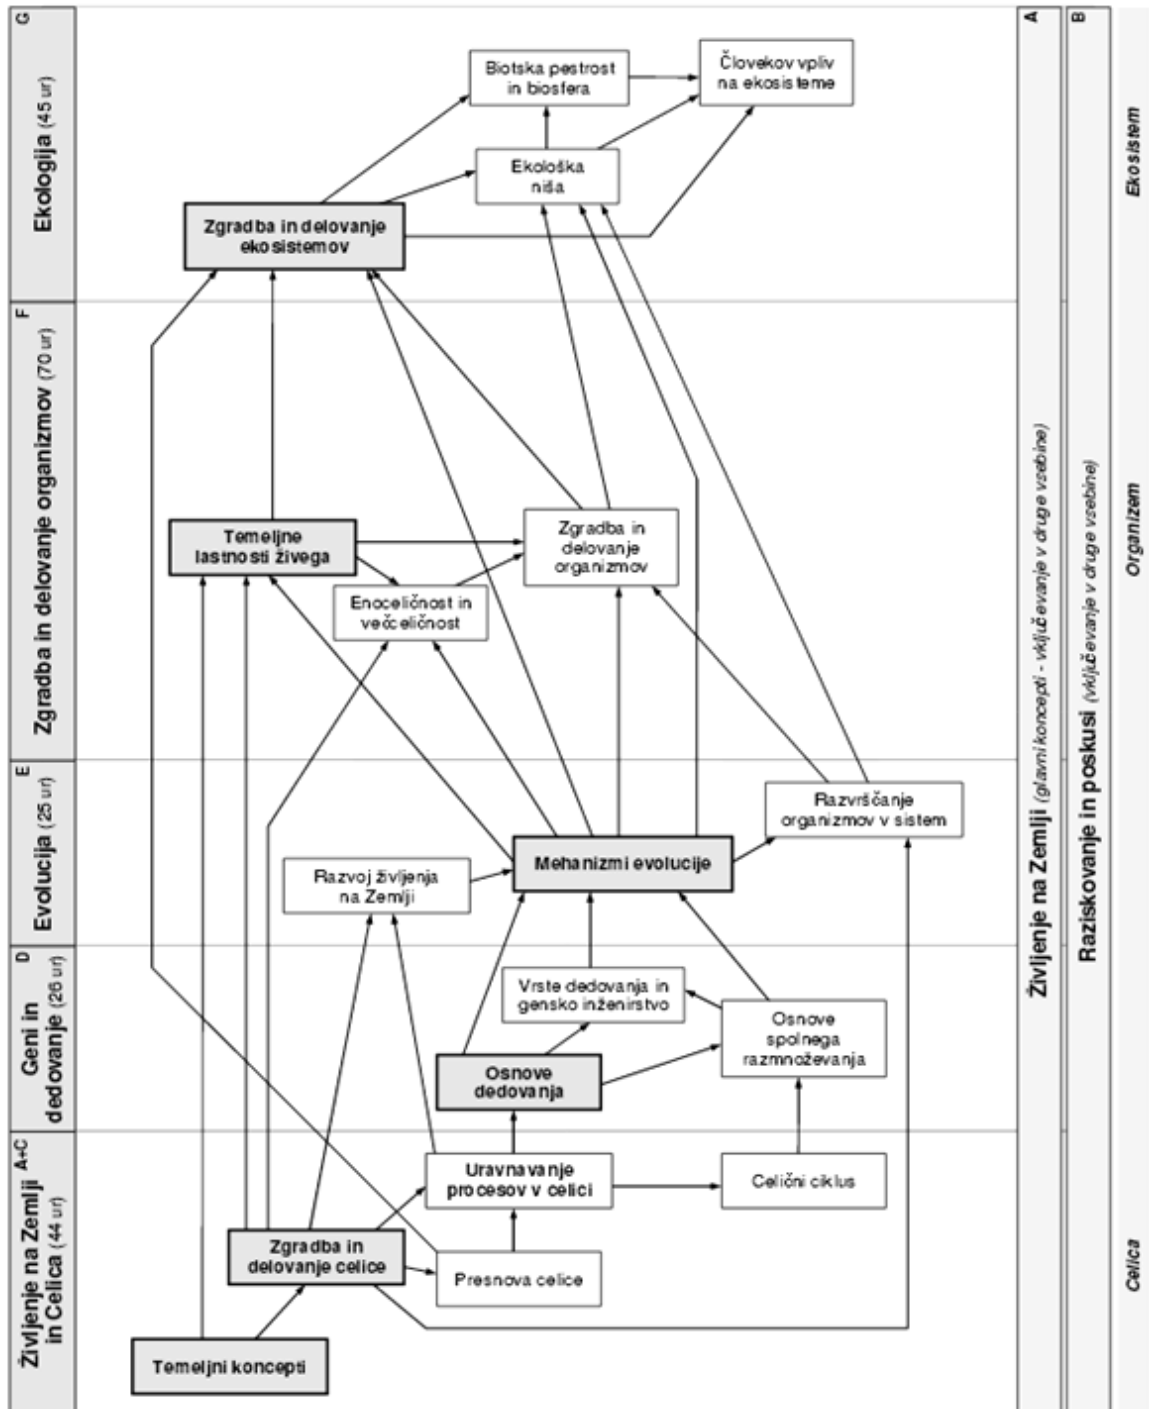 G
Ekologija (45 ur)
F
Zgradba in delovanje organizmov (70 ur)
E
Evolucija (25 ur)
D
Geni in
dedovanje (26 ur)
A+C
Življenje na Zemlji
in Celica (44 ur)
Biotska pestrost
in biosfera
Človekov vpliv
na ekosisteme
Ekološka
niša
Zgradba in delovanje
ekosistemov
Temeljne
lastnosti živega
Zgradba in
delovanje
organizmov
Enoceličnost in
večceličnost
Razvrščanje
organizmov v sistem
Mehanizmi evolucije
Razvoj življenja
na Zemlji
Vrste dedovanja in
gensko inženirstvo
Osnove
spolnega
razmnoževanja
Osnove
dedovanja
Uravnavanje
procesov v celici
Celični ciklus
Zgradba in
delovanje celice
Presnova celice
Temeljni koncepti
A
Življenje na Zemlji (glavni koncepti - vključevanje v druge vsebine)
B
Raziskovanje in poskusi (vključevanje v druge vsebine)
Ekosistem
Organizem
Celica